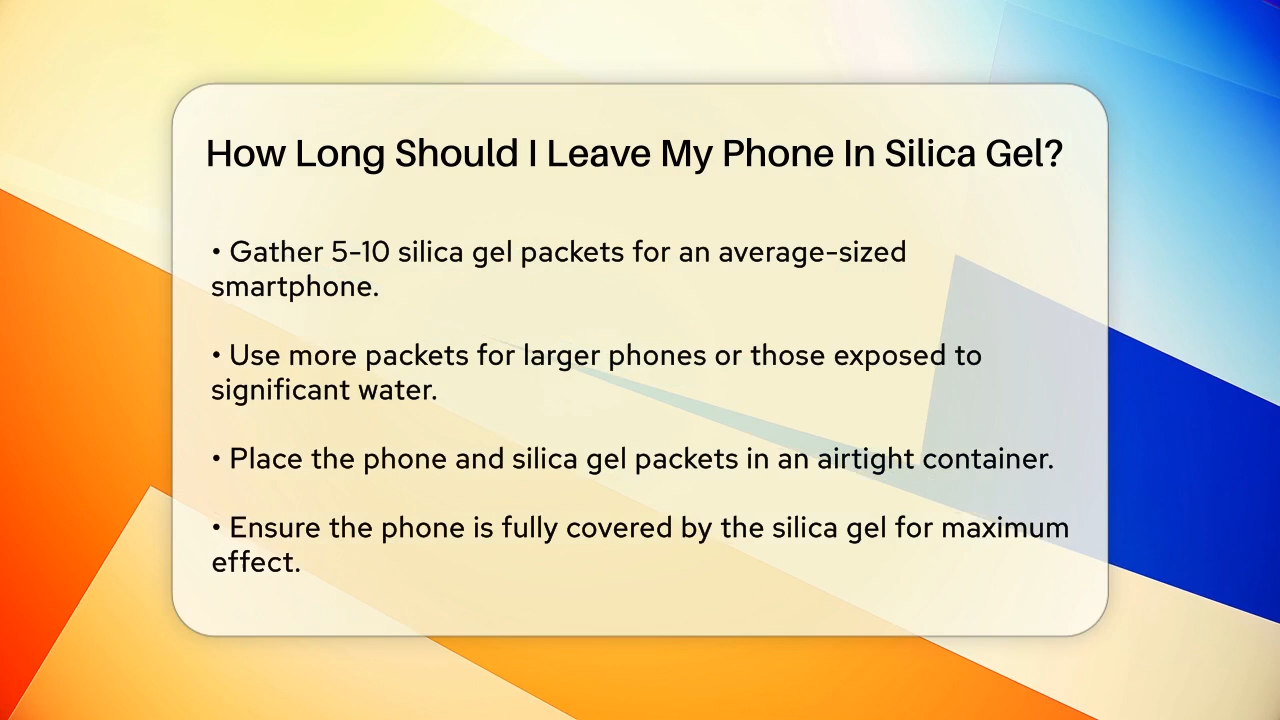 How Long Should I Leave My Phone In Silica Gel?
• Gather 5-10 silica gel packets for an average-sized
smartphone.
• Use more packets for larger phones or those exposed to
significant water.
• Place the phone and silica gel packets in an airtight container.
• Ensure the phone is fully covered by the silica gel for maximum
effect.